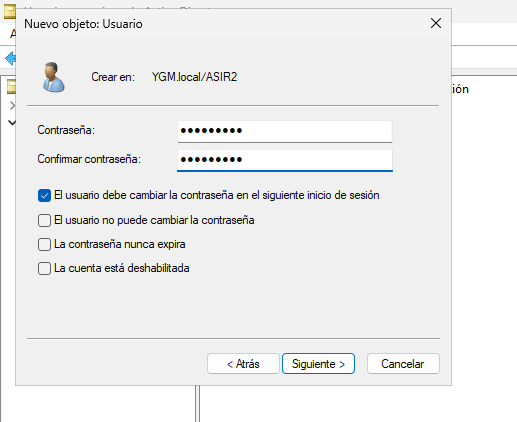 Nuevo objeto: Usuario
Crear en: YGM.local/ASIR2
ión
Contraseña: •••••••••
Confirmar contraseña: •••••••••
El usuario debe cambiar la contraseña en el siguiente inicio de sesión
El usuario no puede cambiar la contraseña
La contraseña nunca expira
La cuenta está deshabilitada
< Atrás
Siguiente >
Cancelar